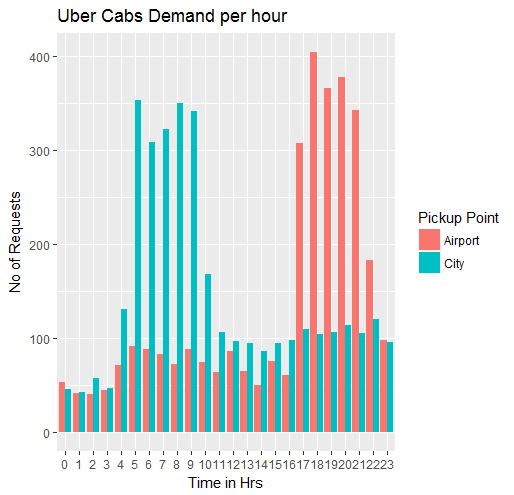 Uber Cabs Demand per hour
No of Requests
400
300
200
100
0
0 1 2 3 4 5 6 7 8 9 10 11 12 13 14 15 16 17 18 19 20 21 22 23
Time in Hrs
Pickup Point
Airport
City